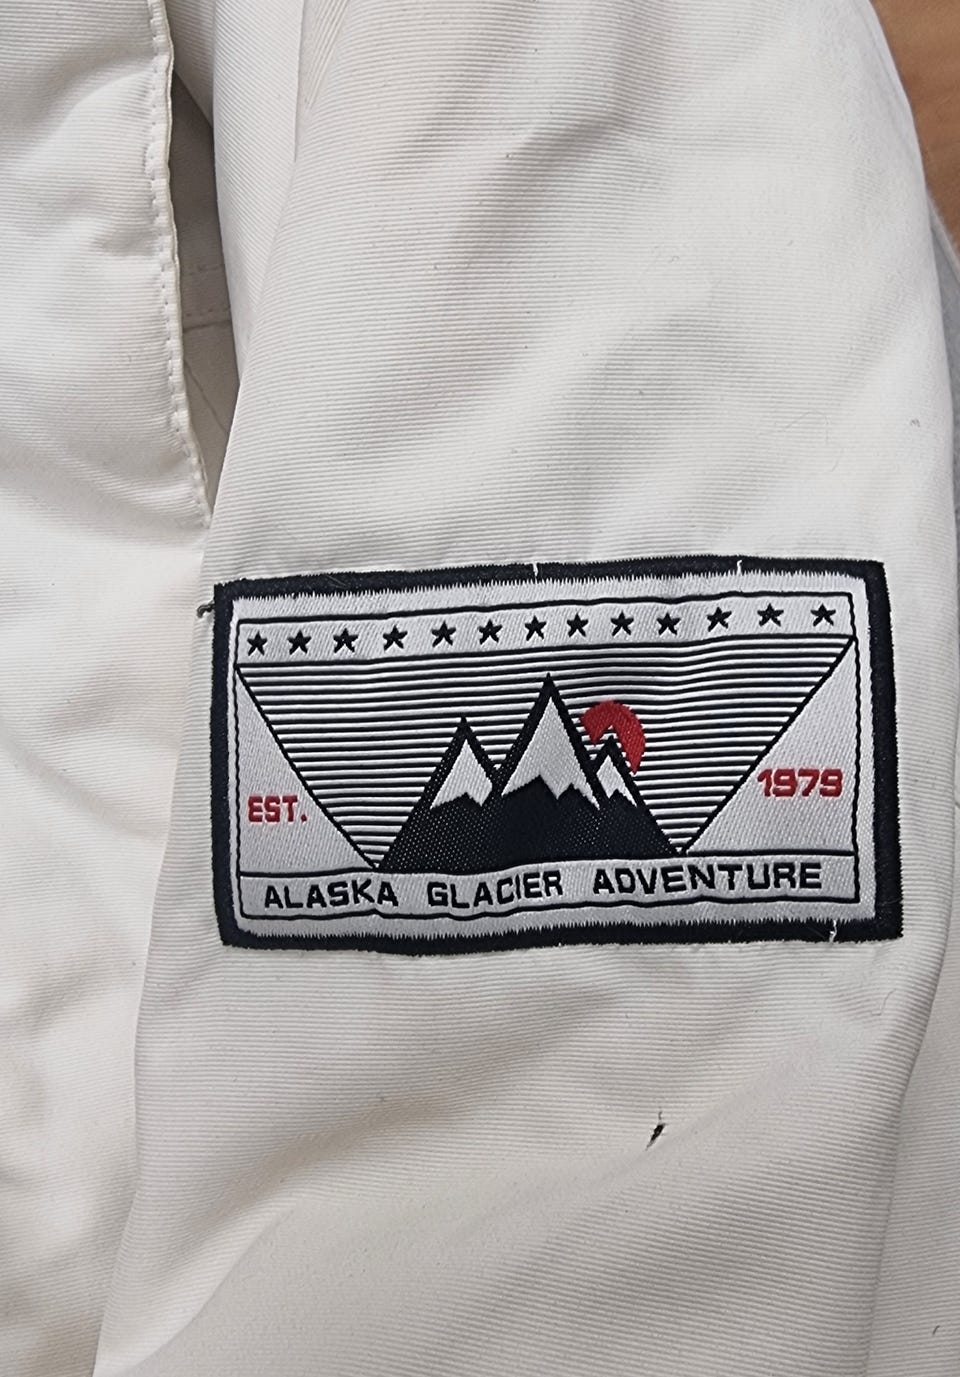 EST.
1979
ALASKA GLACIER ADVENTURE